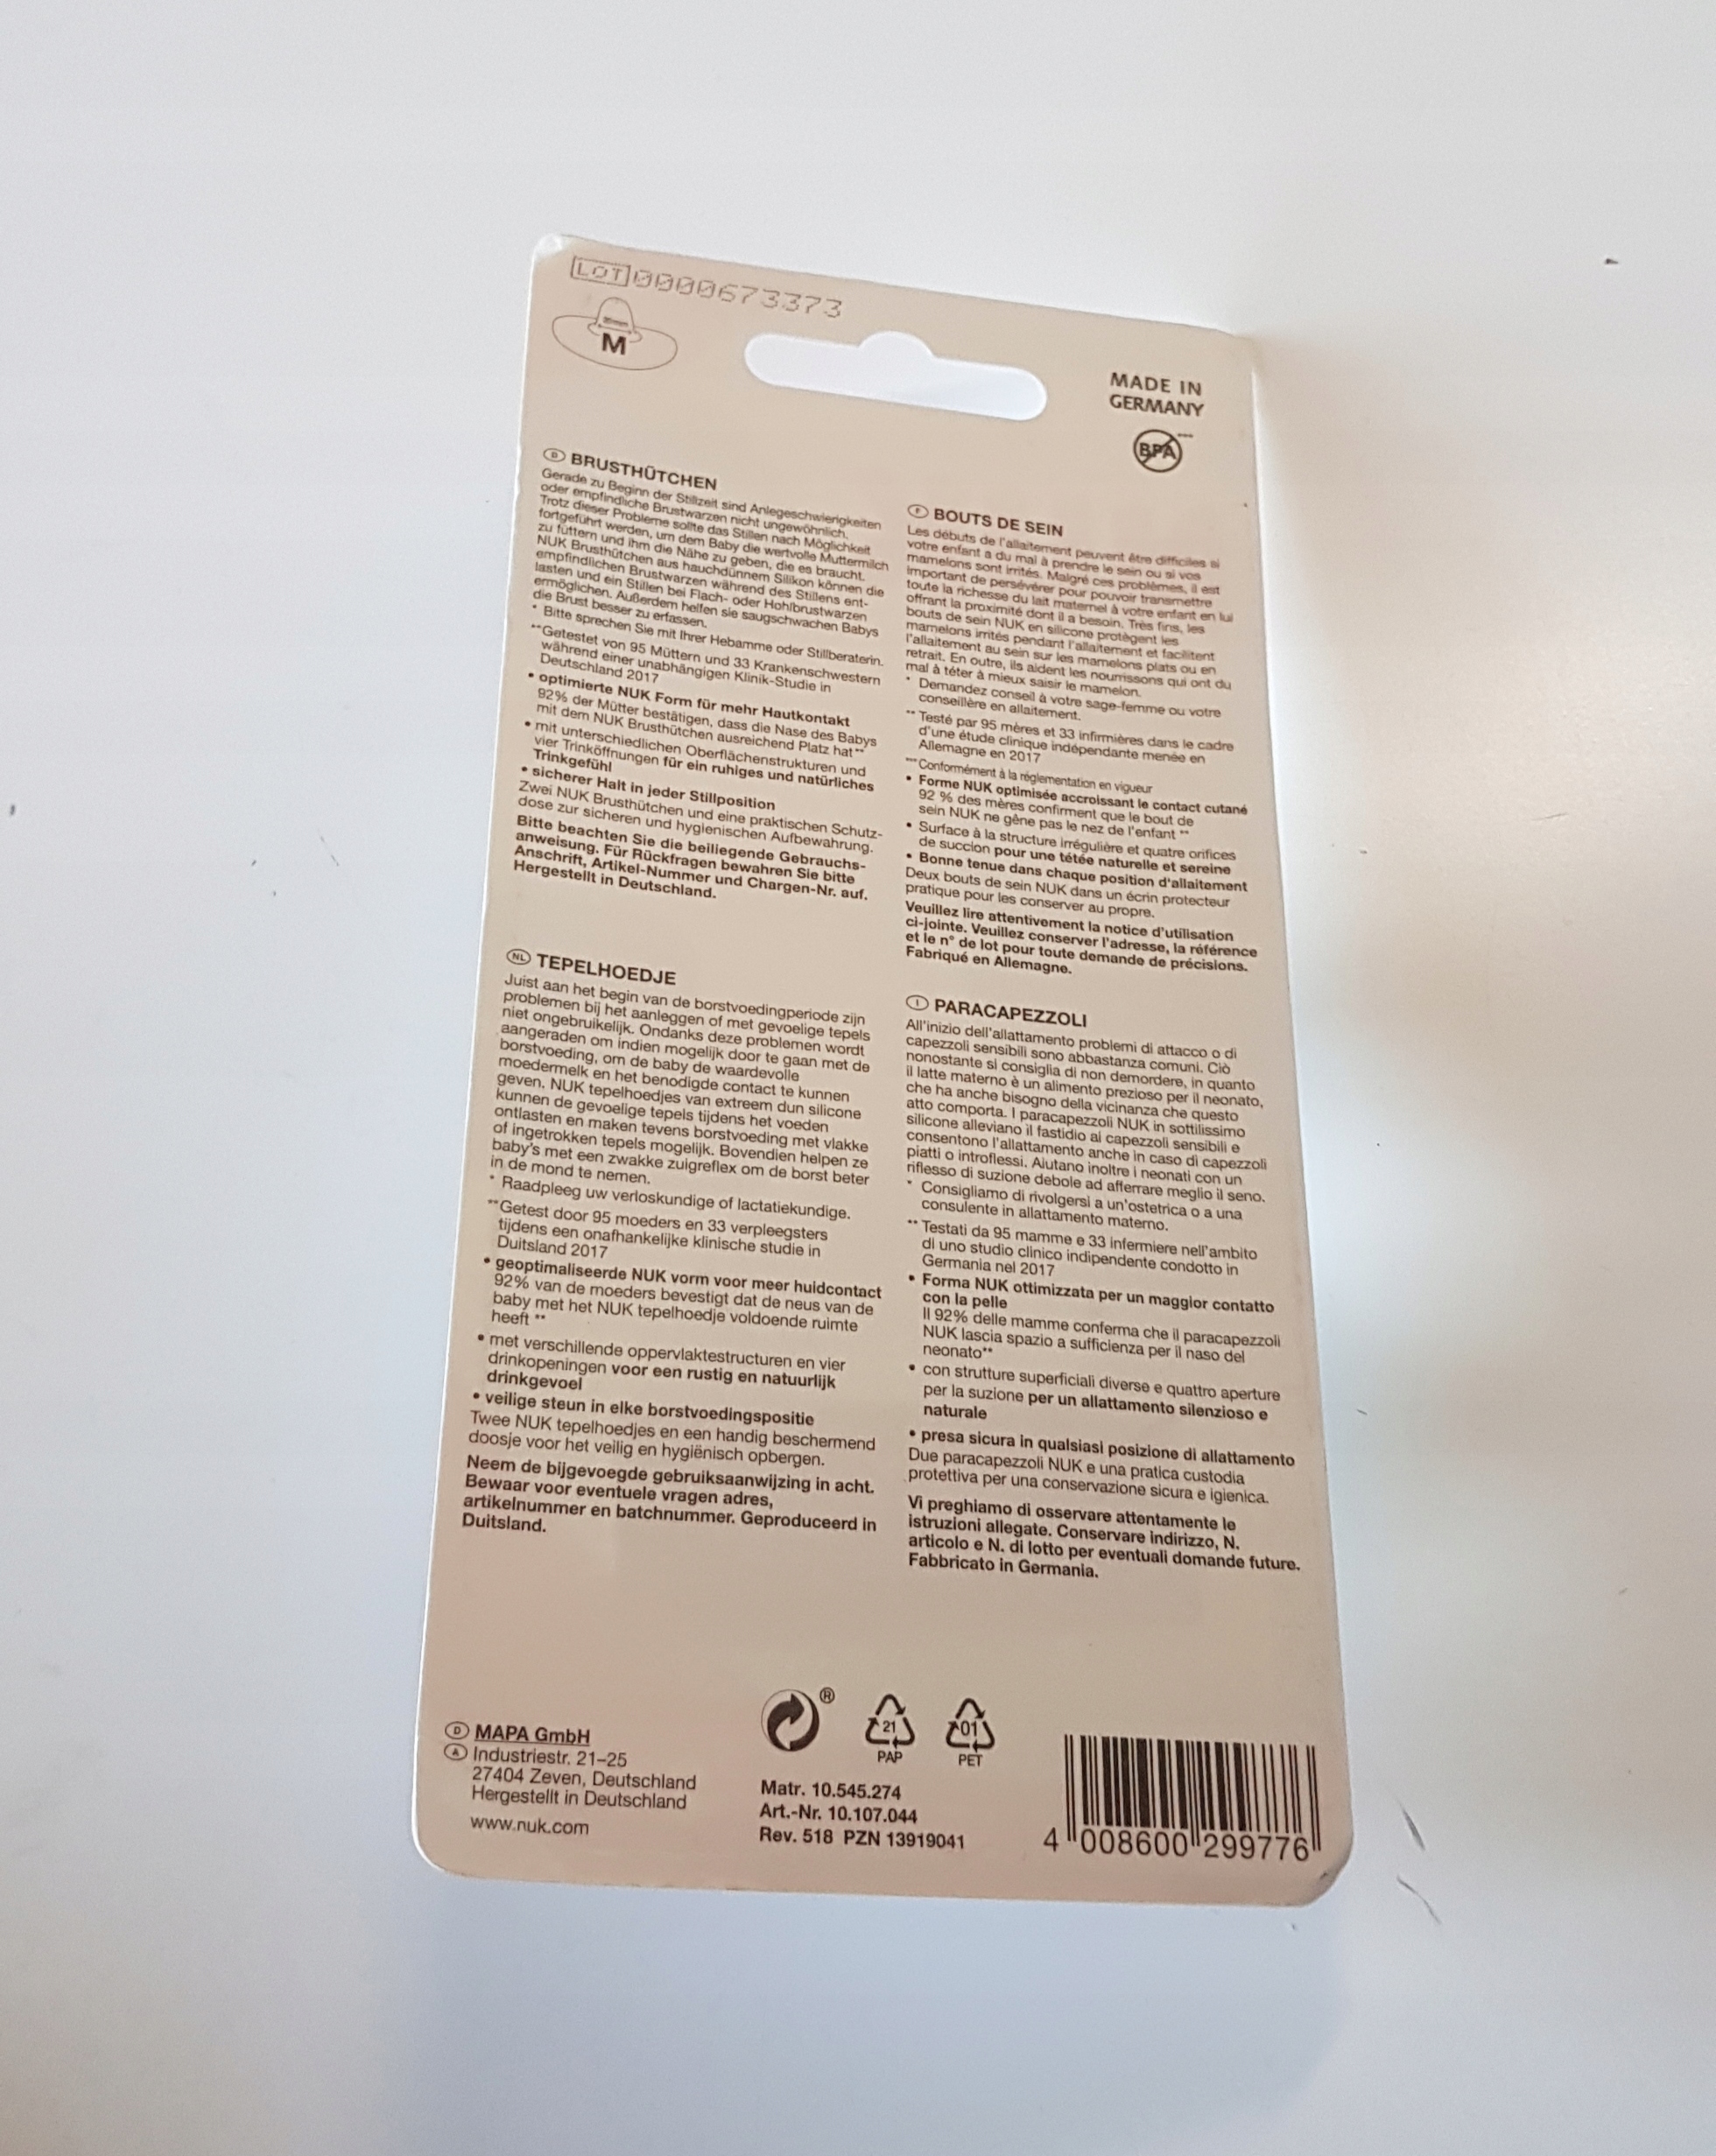 LOT 0000673373
M
MADE IN
GERMANY
BPA***
D BRUSTHÜTCHEN
Gerade zu Beginn der Stillzeit sind Anlegeschwierigkeiten
oder empfindliche Brustwarzen nicht ungewöhnlich.
Trotz dieser Probleme sollte das Stillen nach Möglichkeit
fortgeführt werden, um dem Baby die wertvolle Muttermilch
zu füttern und ihm die Nähe zu geben, die es braucht.
NUK Brusthütchen aus hauchdünnem Silikon können die
empfindlichen Brustwarzen während des Stillens ent-
lasten und ein Stillen bei Flach- oder Hohlbrustwarzen
ermöglichen. Außerdem helfen sie saugschwachen Babys
die Brust besser zu erfassen.
* Bitte sprechen Sie mit Ihrer Hebamme oder Stillberaterin.
**Getestet von 95 Müttern und 33 Krankenschwestern
während einer unabhängigen Klinik-Studie in
Deutschland 2017
• optimierte NUK Form für mehr Hautkontakt
92% der Mütter bestätigen, dass die Nase des Babys
mit dem NUK Brusthütchen ausreichend Platz hat**
• mit unterschiedlichen Oberflächenstrukturen und
vier Trinköffnungen für ein ruhiges und natürliches
Trinkgefühl
• sicherer Halt in jeder Stillposition
Zwei NUK Brusthütchen und eine praktischen Schutz-
dose zur sicheren und hygienischen Aufbewahrung.
Bitte beachten Sie die beiliegende Gebrauchs-
anweisung. Für Rückfragen bewahren Sie bitte
Anschrift, Artikel-Nummer und Chargen-Nr. auf.
Hergestellt in Deutschland.
F BOUTS DE SEIN
Les débuts de l'allaitement peuvent être difficiles si
votre enfant a du mal à prendre le sein ou si vos
mamelons sont irrités. Malgré ces problèmes, il est
important de persévérer pour pouvoir transmettre
toute la richesse du lait maternel à votre enfant en lui
offrant la proximité dont il a besoin. Très fins, les
bouts de sein NUK en silicone protègent les
mamelons irrités pendant l'allaitement et facilitent
l'allaitement au sein sur les mamelons plats ou en
retrait. En outre, ils aident les nourrissons qui ont du
mal à téter à mieux saisir le mamelon.
* Demandez conseil à votre sage-femme ou votre
conseillère en allaitement.
** Testé par 95 mères et 33 infirmières dans le cadre
d'une étude clinique indépendante menée en
Allemagne en 2017
*** Conformément à la réglementation en vigueur
• Forme NUK optimisée accroissant le contact cutané
92 % des mères confirment que le bout de
sein NUK ne gêne pas le nez de l'enfant **
• Surface à la structure irrégulière et quatre orifices
de succion pour une tétée naturelle et sereine
• Bonne tenue dans chaque position d'allaitement
Deux bouts de sein NUK dans un écrin protecteur
pratique pour les conserver au propre.
Veuillez lire attentivement la notice d'utilisation
ci-jointe. Veuillez conserver l'adresse, la référence
et le n° de lot pour toute demande de précisions.
Fabriqué en Allemagne.
NL TEPELHOEDJE
Juist aan het begin van de borstvoedingperiode zijn
problemen bij het aanleggen of met gevoelige tepels
niet ongebruikelijk. Ondanks deze problemen wordt
aangeraden om indien mogelijk door te gaan met de
borstvoeding, om de baby de waardevolle
moedermelk en het benodigde contact te kunnen
geven. NUK tepelhoedjes van extreem dun silicone
kunnen de gevoelige tepels tijdens het voeden
ontlasten en maken tevens borstvoeding met vlakke
of ingetrokken tepels mogelijk. Bovendien helpen ze
baby's met een zwakke zuigreflex om de borst beter
in de mond te nemen.
* Raadpleeg uw verloskundige of lactatiekundige.
**Getest door 95 moeders en 33 verpleegsters
tijdens een onafhankelijke klinische studie in
Duitsland 2017
• geoptimaliseerde NUK vorm voor meer huidcontact
92% van de moeders bevestigt dat de neus van de
baby met het NUK tepelhoedje voldoende ruimte
heeft **
• met verschillende oppervlaktestructuren en vier
drinkopeningen voor een rustig en natuurlijk
drinkgevoel
• veilige steun in elke borstvoedingspositie
Twee NUK tepelhoedjes en een handig beschermend
doosje voor het veilig en hygiënisch opbergen.
Neem de bijgevoegde gebruiksaanwijzing in acht.
Bewaar voor eventuele vragen adres,
artikelnummer en batchnummer. Geproduceerd in
Duitsland.
I PARACAPEZZOLI
All'inizio dell'allattamento problemi di attacco o di
capezzoli sensibili sono abbastanza comuni. Ciò
nonostante si consiglia di non demordere, in quanto
il latte materno è un alimento prezioso per il neonato,
che ha anche bisogno della vicinanza che questo
atto comporta. I paracapezzoli NUK in sottilissimo
silicone alleviano il fastidio ai capezzoli sensibili e
consentono l'allattamento anche in caso di capezzoli
piatti o introflessi. Aiutano inoltre i neonati con un
riflesso di suzione debole ad afferrare meglio il seno.
* Consigliamo di rivolgersi a un'ostetrica o a una
consulente in allattamento materno.
** Testati da 95 mamme e 33 infermiere nell'ambito
di uno studio clinico indipendente condotto in
Germania nel 2017
• Forma NUK ottimizzata per un maggior contatto
con la pelle
Il 92% delle mamme conferma che il paracapezzoli
NUK lascia spazio a sufficienza per il naso del
neonato**
• con strutture superficiali diverse e quattro aperture
per la suzione per un allattamento silenzioso e
naturale
• presa sicura in qualsiasi posizione di allattamento
Due paracapezzoli NUK e una pratica custodia
protettiva per una conservazione sicura e igienica.
Vi preghiamo di osservare attentamente le
istruzioni allegate. Conservare indirizzo, N.
articolo e N. di lotto per eventuali domande future.
Fabbricato in Germania.
D MAPA GmbH
A Industriestr. 21–25
27404 Zeven, Deutschland
Hergestellt in Deutschland
www.nuk.com
®
21
PAP
01
PET
Matr. 10.545.274
Art.-Nr. 10.107.044
Rev. 518 PZN 13919041
4 008600 299776